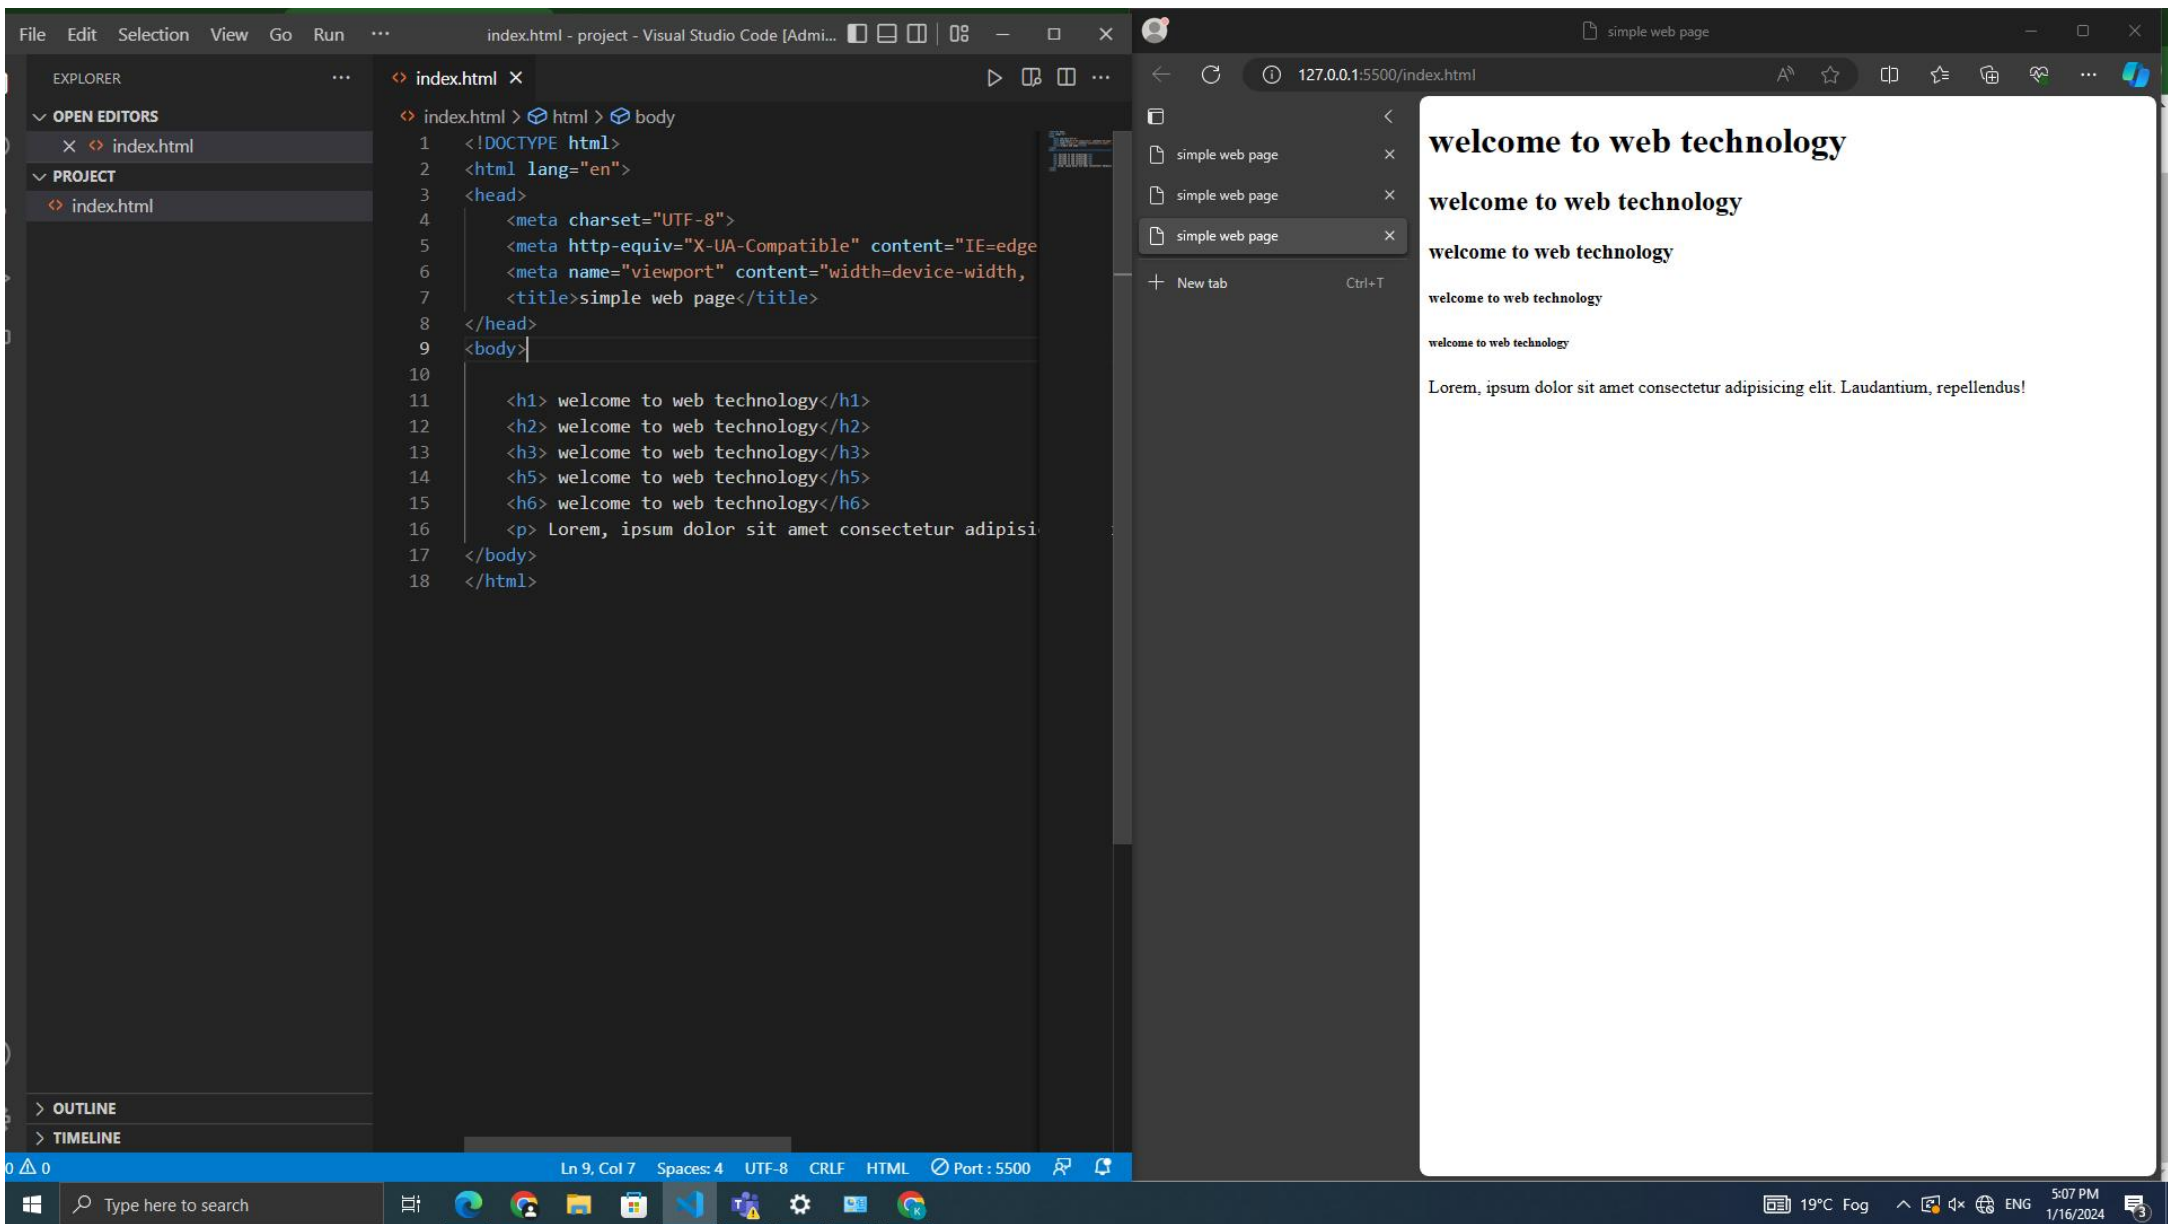 File Edit Selection View Go Run ··· index.html - project - Visual Studio Code [Admi...
EXPLORER ···
OPEN EDITORS
index.html
PROJECT
index.html
OUTLINE
TIMELINE
index.html
index.html > html > body
1 <!DOCTYPE html>
2 <html lang="en">
3 <head>
4 <meta charset="UTF-8">
5 <meta http-equiv="X-UA-Compatible" content="IE=edge
6 <meta name="viewport" content="width=device-width,
7 <title>simple web page</title>
8 </head>
9 <body>
10
11 <h1> welcome to web technology</h1>
12 <h2> welcome to web technology</h2>
13 <h3> welcome to web technology</h3>
14 <h5> welcome to web technology</h5>
15 <h6> welcome to web technology</h6>
16 <p> Lorem, ipsum dolor sit amet consectetur adipisi
17 </body>
18 </html>
0 0 Ln 9, Col 7 Spaces: 4 UTF-8 CRLF HTML Port : 5500
simple web page
127.0.0.1:5500/index.html
simple web page
simple web page
simple web page
New tab Ctrl+T
welcome to web technology
welcome to web technology
welcome to web technology
welcome to web technology
welcome to web technology
Lorem, ipsum dolor sit amet consectetur adipisicing elit. Laudantium, repellendus!
Type here to search
19°C Fog ENG 5:07 PM
1/16/2024
3